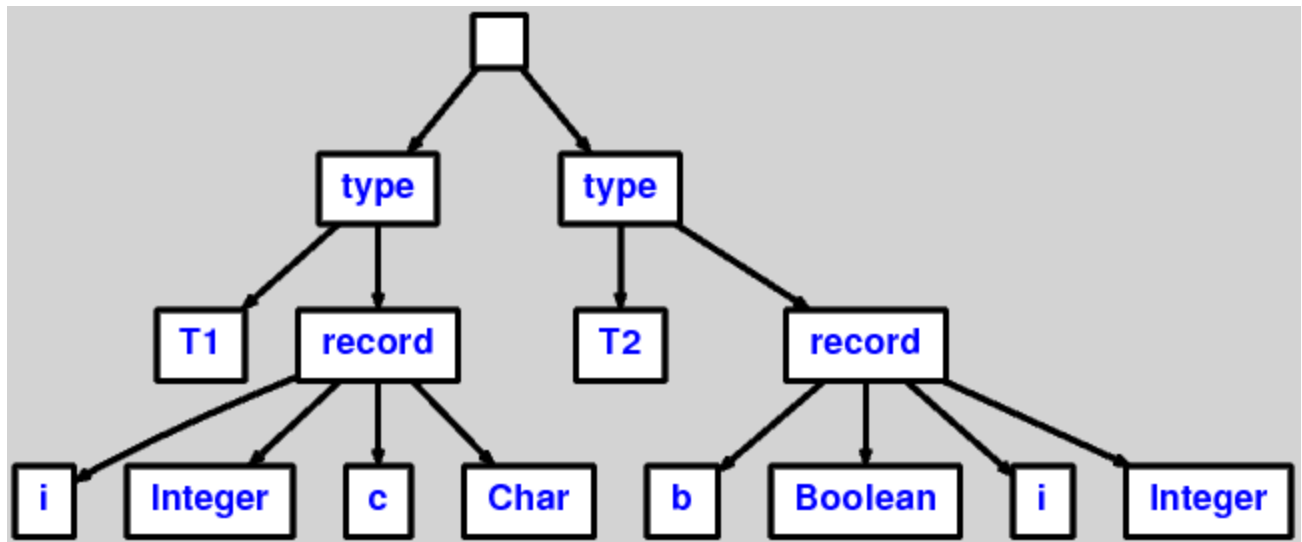 type type
T1 record T2 record
i Integer c Char b Boolean i Integer